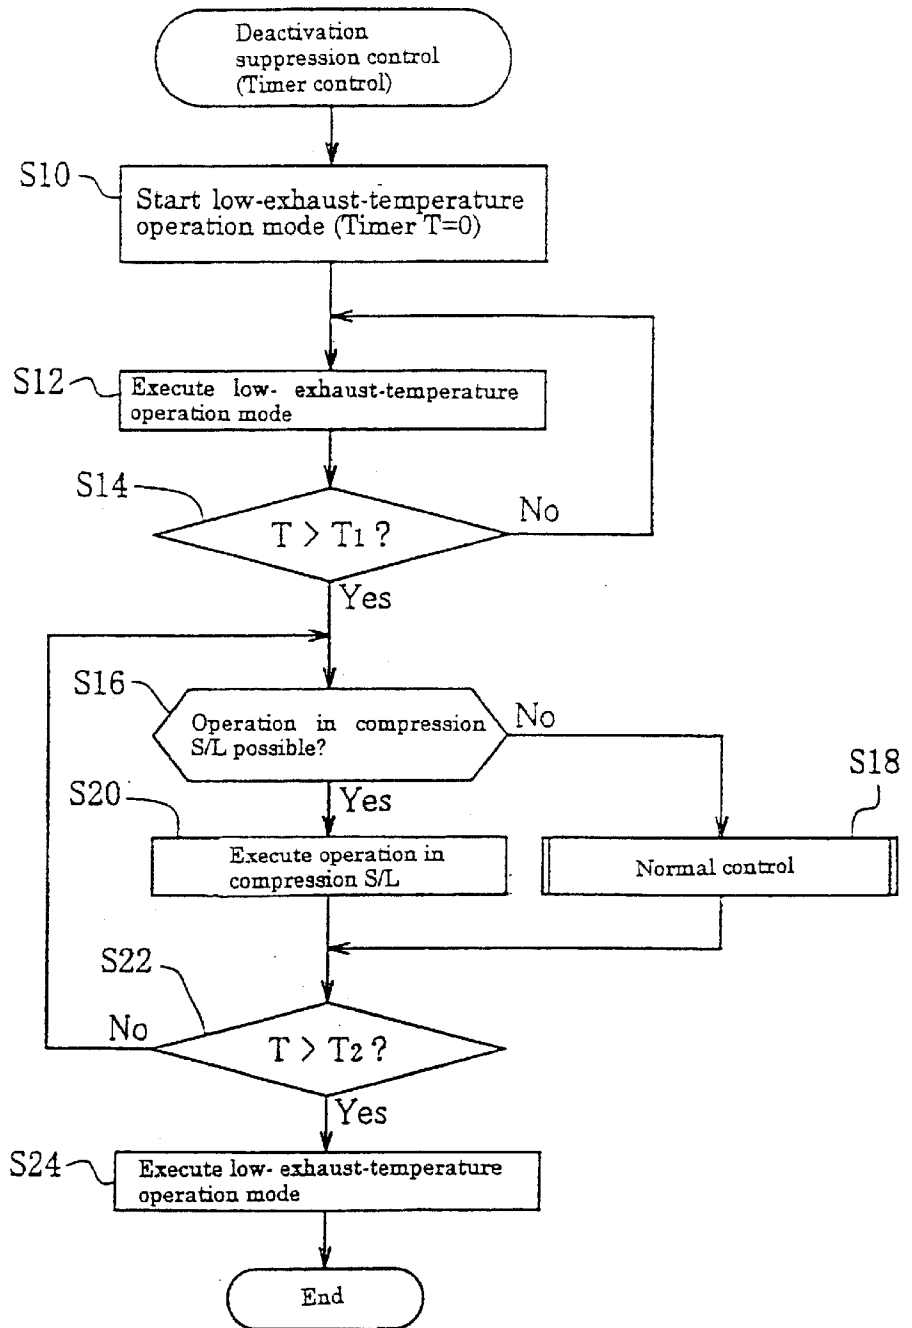 Deactivation
suppression control
(Timer control)
S10
Start low-exhaust-temperature
operation mode (Timer T=0)
S12
Execute low- exhaust-temperature
operation mode
S14
T > T1 ?
No
Yes
S16
Operation in compression
S/L possible?
No
Yes
S18
Normal control
S20
Execute operation in
compression S/L
S22
T > T2 ?
No
Yes
S24
Execute low- exhaust-temperature
operation mode
End